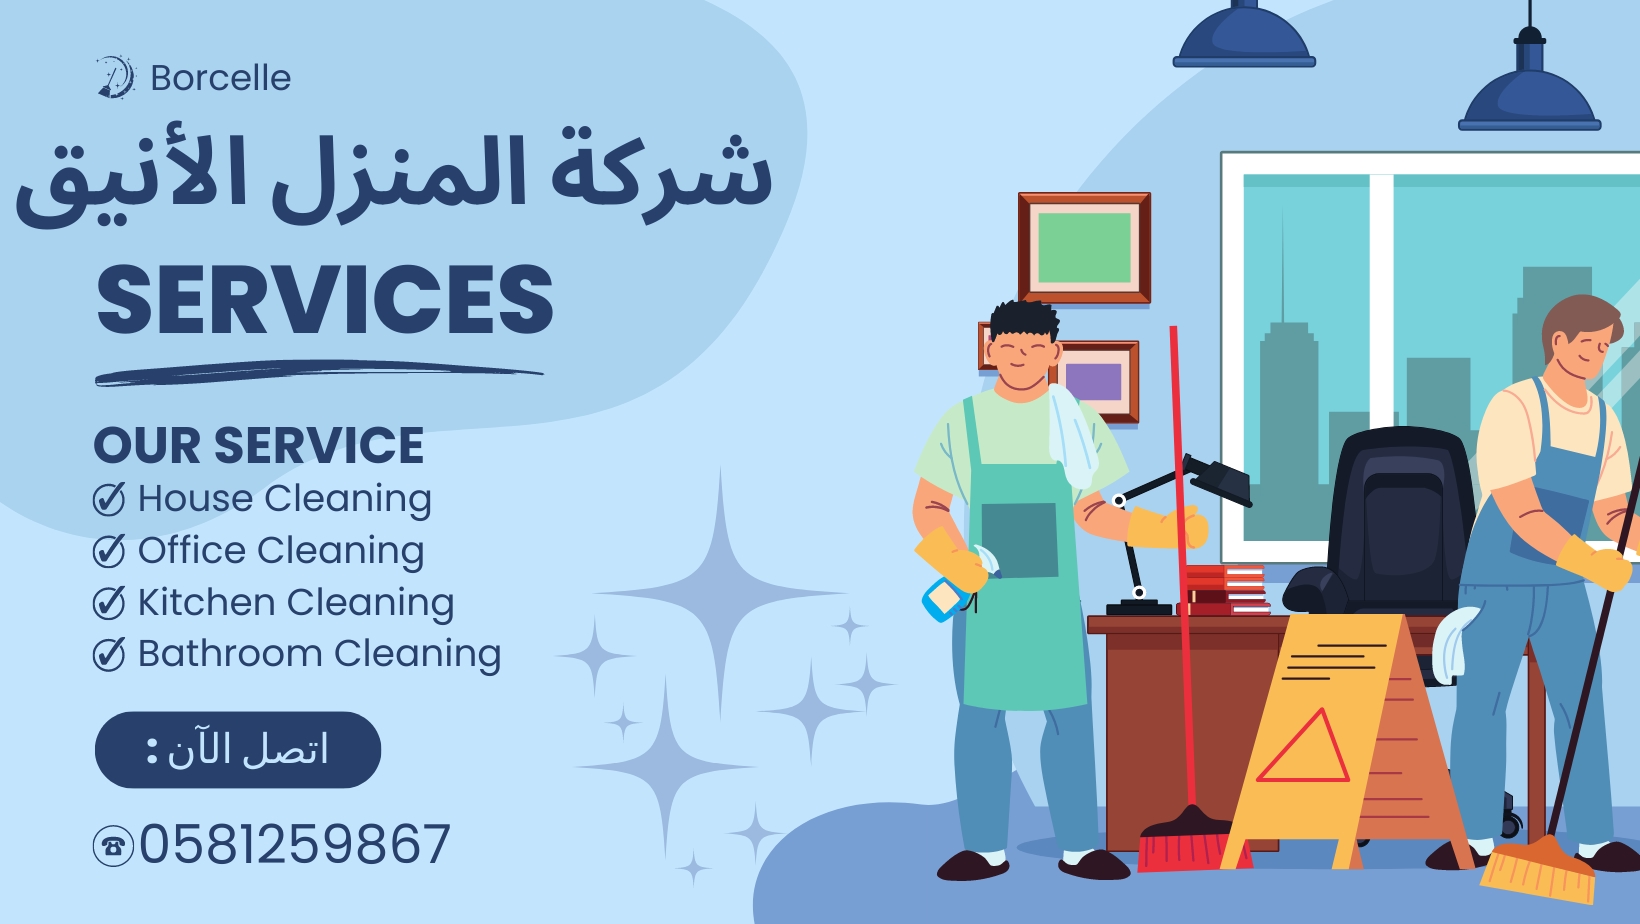 Borcelle
شركة المنزل الأنيق
SERVICES
OUR SERVICE
House Cleaning
Office Cleaning
Kitchen Cleaning
Bathroom Cleaning
اتصل الآن :
0581259867